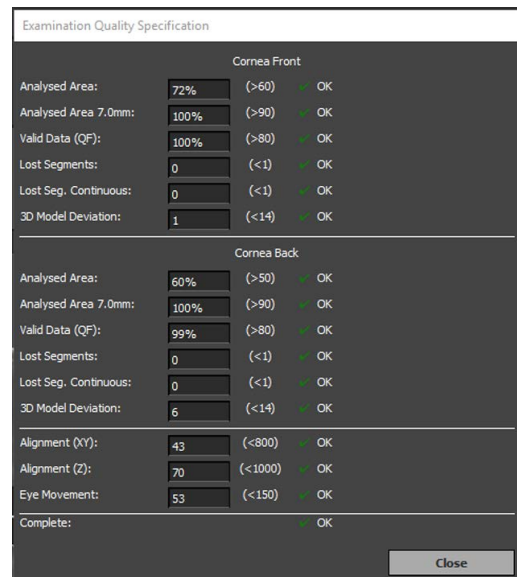 Examination Quality Specification
Cornea Front
Analysed Area: 72% (>60) OK
Analysed Area 7.0mm: 100% (>90) OK
Valid Data (QF): 100% (>80) OK
Lost Segments: 0 (<1) OK
Lost Seg. Continuous: 0 (<1) OK
3D Model Deviation: 1 (<14) OK
Cornea Back
Analysed Area: 60% (>50) OK
Analysed Area 7.0mm: 100% (>90) OK
Valid Data (QF): 99% (>80) OK
Lost Segments: 0 (<1) OK
Lost Seg. Continuous: 0 (<1) OK
3D Model Deviation: 6 (<14) OK
Alignment (XY): 43 (<800) OK
Alignment (Z): 70 (<1000) OK
Eye Movement: 53 (<150) OK
Complete: OK
Close